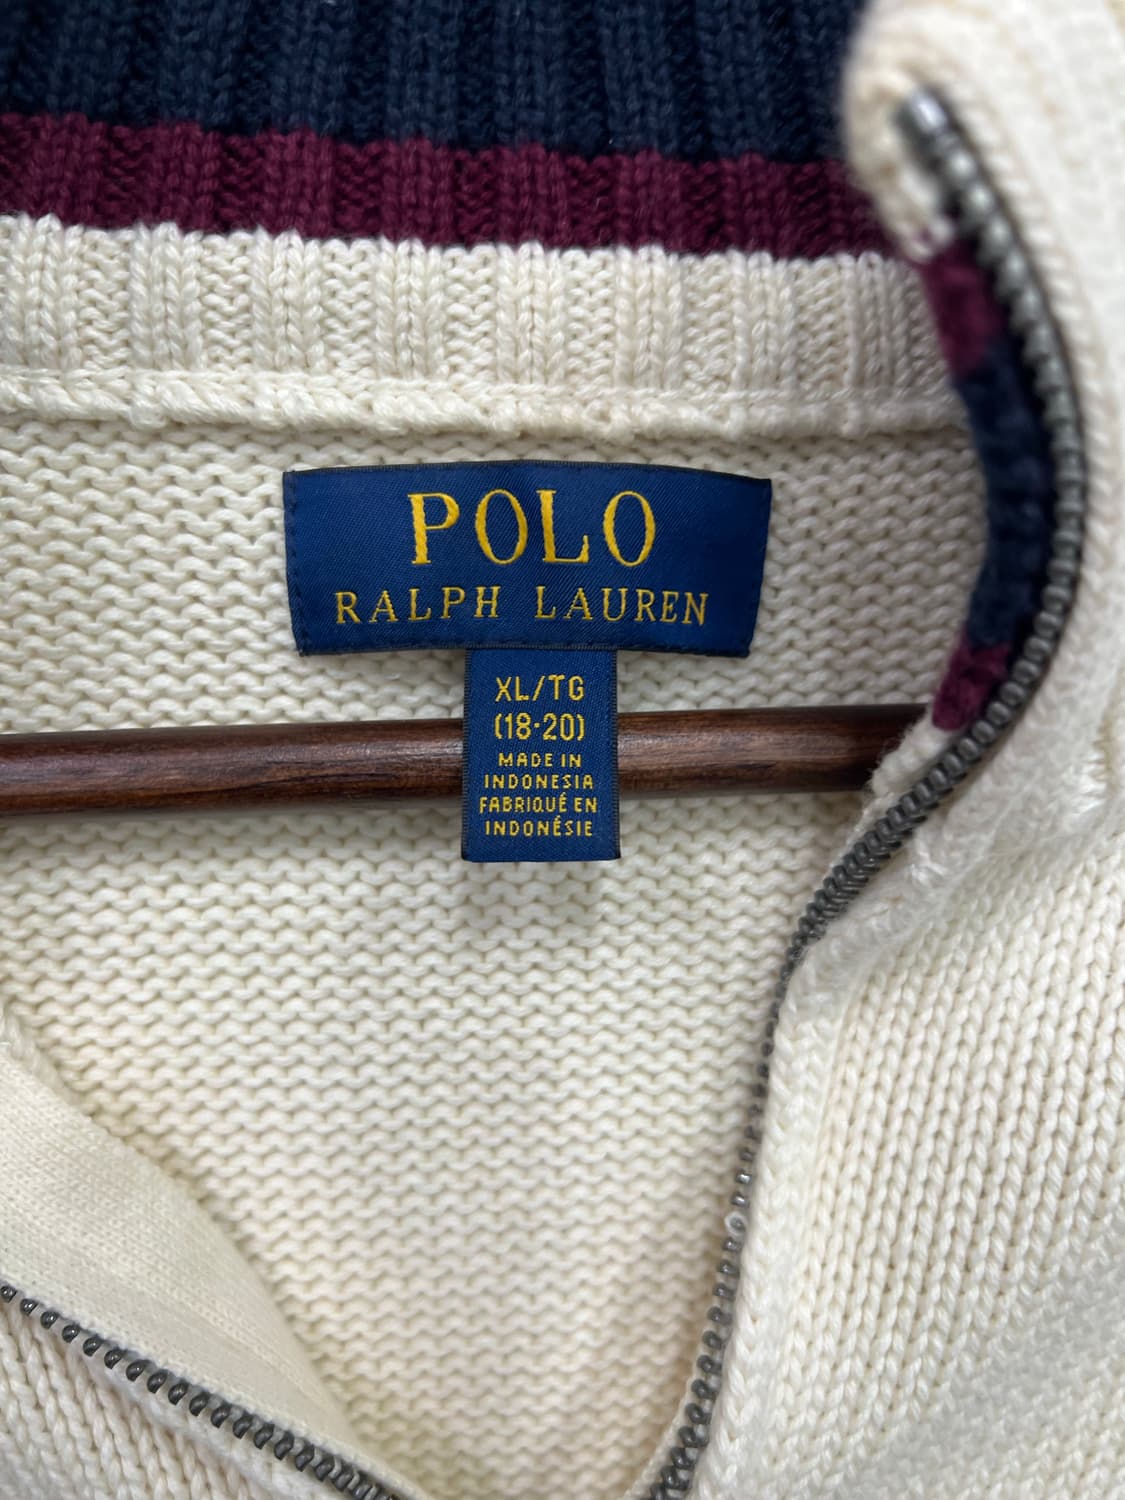 POLO
RALPH LAUREN
XL/TG
(18-20)
MADE IN
INDONESIA
FABRIQUÉ EN
INDONÉSIE